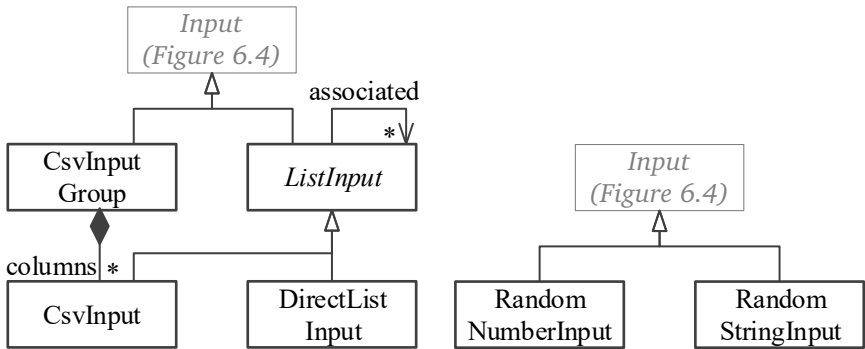 Input
(Figure 6.4)
associated
*
CsvInput
Group
ListInput
columns *
CsvInput
DirectList
Input
Input
(Figure 6.4)
Random
NumberInput
Random
StringInput